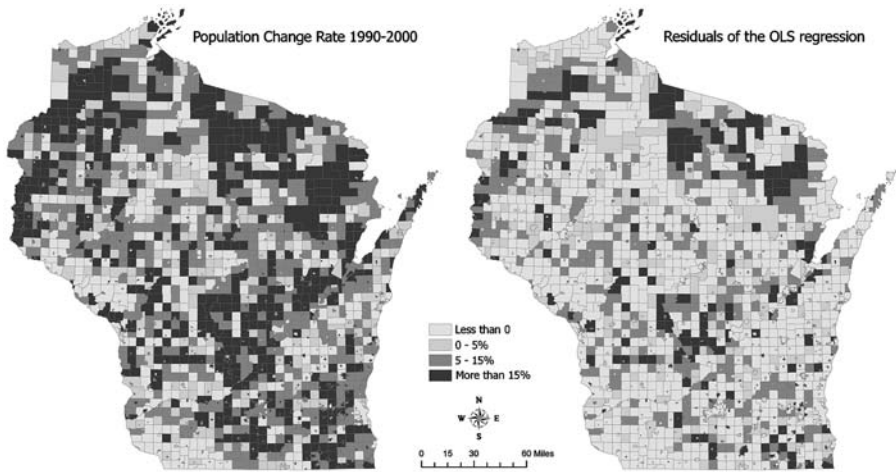 Population Change Rate 1990-2000
Residuals of the OLS regression
Less than 0
0 - 5%
5 - 15%
More than 15%
N
W E
S
0 15 30 60 Miles